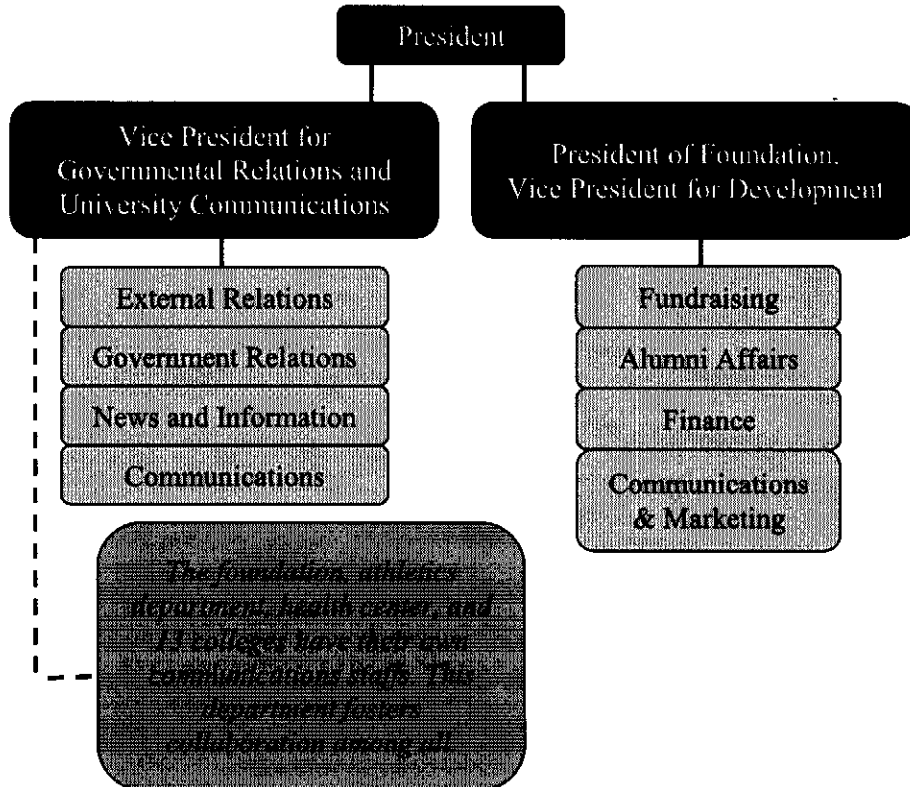 President
Vice President for
Governmental Relations and
University Communications
President of Foundation,
Vice President for Development
External Relations
Government Relations
News and Information
Communications
Fundraising
Alumni Affairs
Finance
Communications
& Marketing
The foundation, athletics
department, health center, and
colleges have their own
communications staffs. This
department fosters
collaboration among all